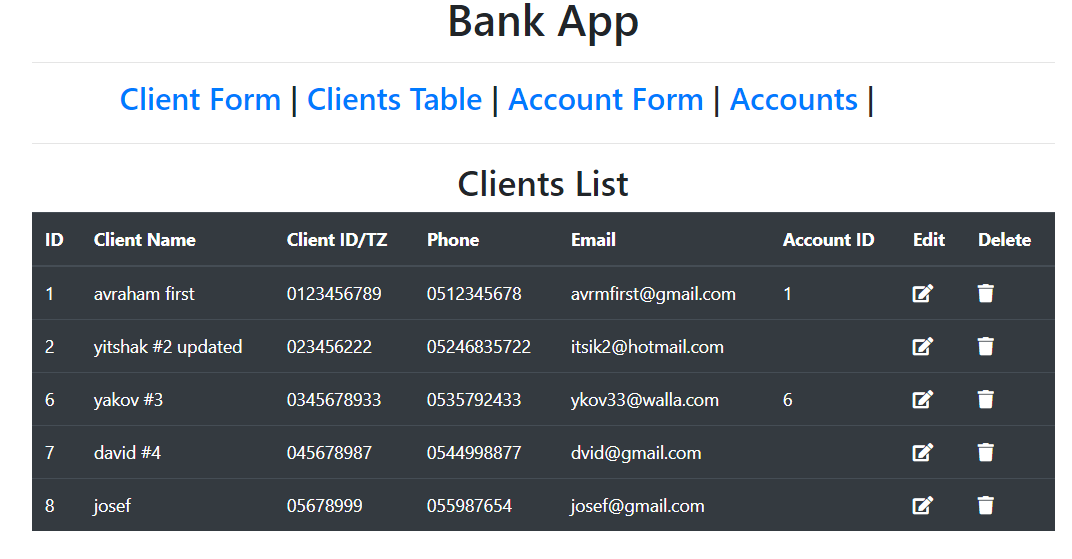 Bank App
Client Form | Clients Table | Account Form | Accounts |
Clients List
ID Client Name Client ID/TZ Phone Email Account ID Edit Delete
1 avraham first 0123456789 0512345678 avrmfirst@gmail.com 1
2 yitshak #2 updated 023456222 05246835722 itsik2@hotmail.com
6 yakov #3 0345678933 0535792433 ykov33@walla.com 6
7 david #4 045678987 0544998877 dvid@gmail.com
8 josef 05678999 055987654 josef@gmail.com